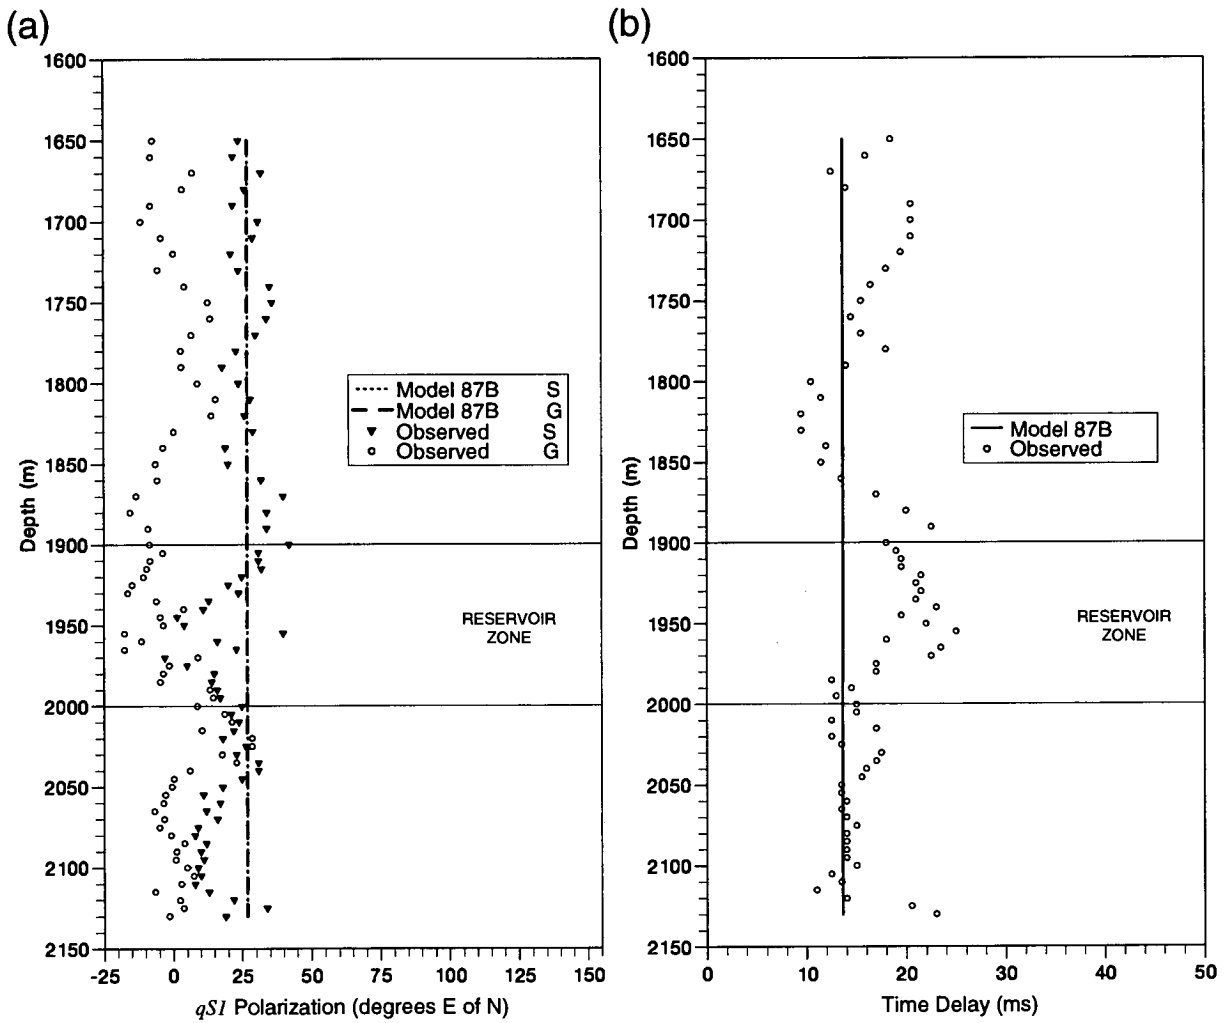 (a)
1600
1650
1700
1750
1800
1850
1900
1950
2000
2050
2100
2150
Depth (m)
-25 0 25 50 75 100 125 150
qS1 Polarization (degrees E of N)
Model 87B S
Model 87B G
Observed S
Observed G
RESERVOIR
ZONE
(b)
1600
1650
1700
1750
1800
1850
1900
1950
2000
2050
2100
2150
Depth (m)
0 10 20 30 40 50
Time Delay (ms)
Model 87B
Observed
RESERVOIR
ZONE